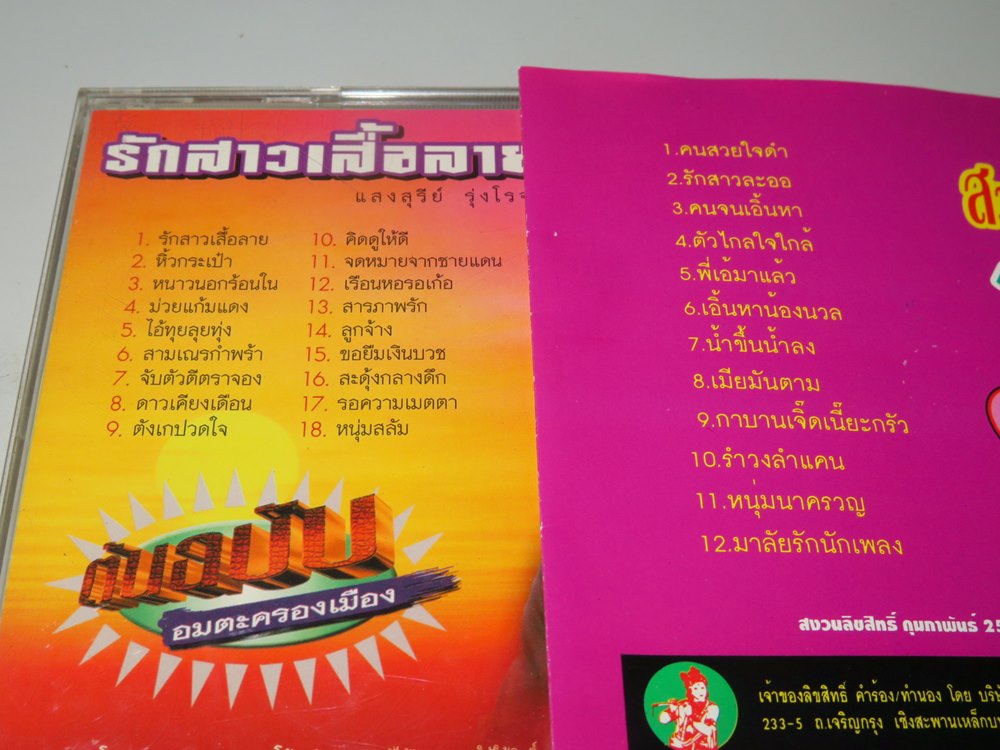 รักสาวเสื้อลาย
แสงสุรีย์ รุ่งโรจ
1. รักสาวเสื้อลาย
2. หิ้วกระเป๋า
3. หนาวนอกร้อนใน
4. ม่วยแก้มแดง
5. ไอ้ทุยลุยทุ่ง
6. สามเณรกำพร้า
7. จับตัวตีตราจอง
8. ดาวเคียงเดือน
9. ตังเกปวดใจ
10. คิดดูให้ดี
11. จดหมายจากชายแดน
12. เรือนหอรอเก้อ
13. สารภาพรัก
14. ลูกจ้าง
15. ขอยืมเงินบวช
16. สะดุ้งกลางดึก
17. รอความเมตตา
18. หนุ่มสลัม
ต้นฉบับ
อมตะครองเมือง
1.คนสวยใจดำ
2.รักสาวละออ
3.คนจนเอิ้นหา
4.ตัวไกลใจใกล้
5.พี่เอ้มาแล้ว
6.เอิ้นหาน้องนวล
7.น้ำขึ้นน้ำลง
8.เมียมันตาม
9.กาบานเจิ๊ดเนี๊ยะกรัว
10.รำวงลำแคน
11.หนุ่มนาครวญ
12.มาลัยรักนักเพลง
สงวนลิขสิทธิ์ กุมภาพันธ์ 25
เจ้าของลิขสิทธิ์ คำร้อง/ทำนอง โดย บริษั
233-5 ถ.เจริญกรุง เชิงสะพานเหล็กบน